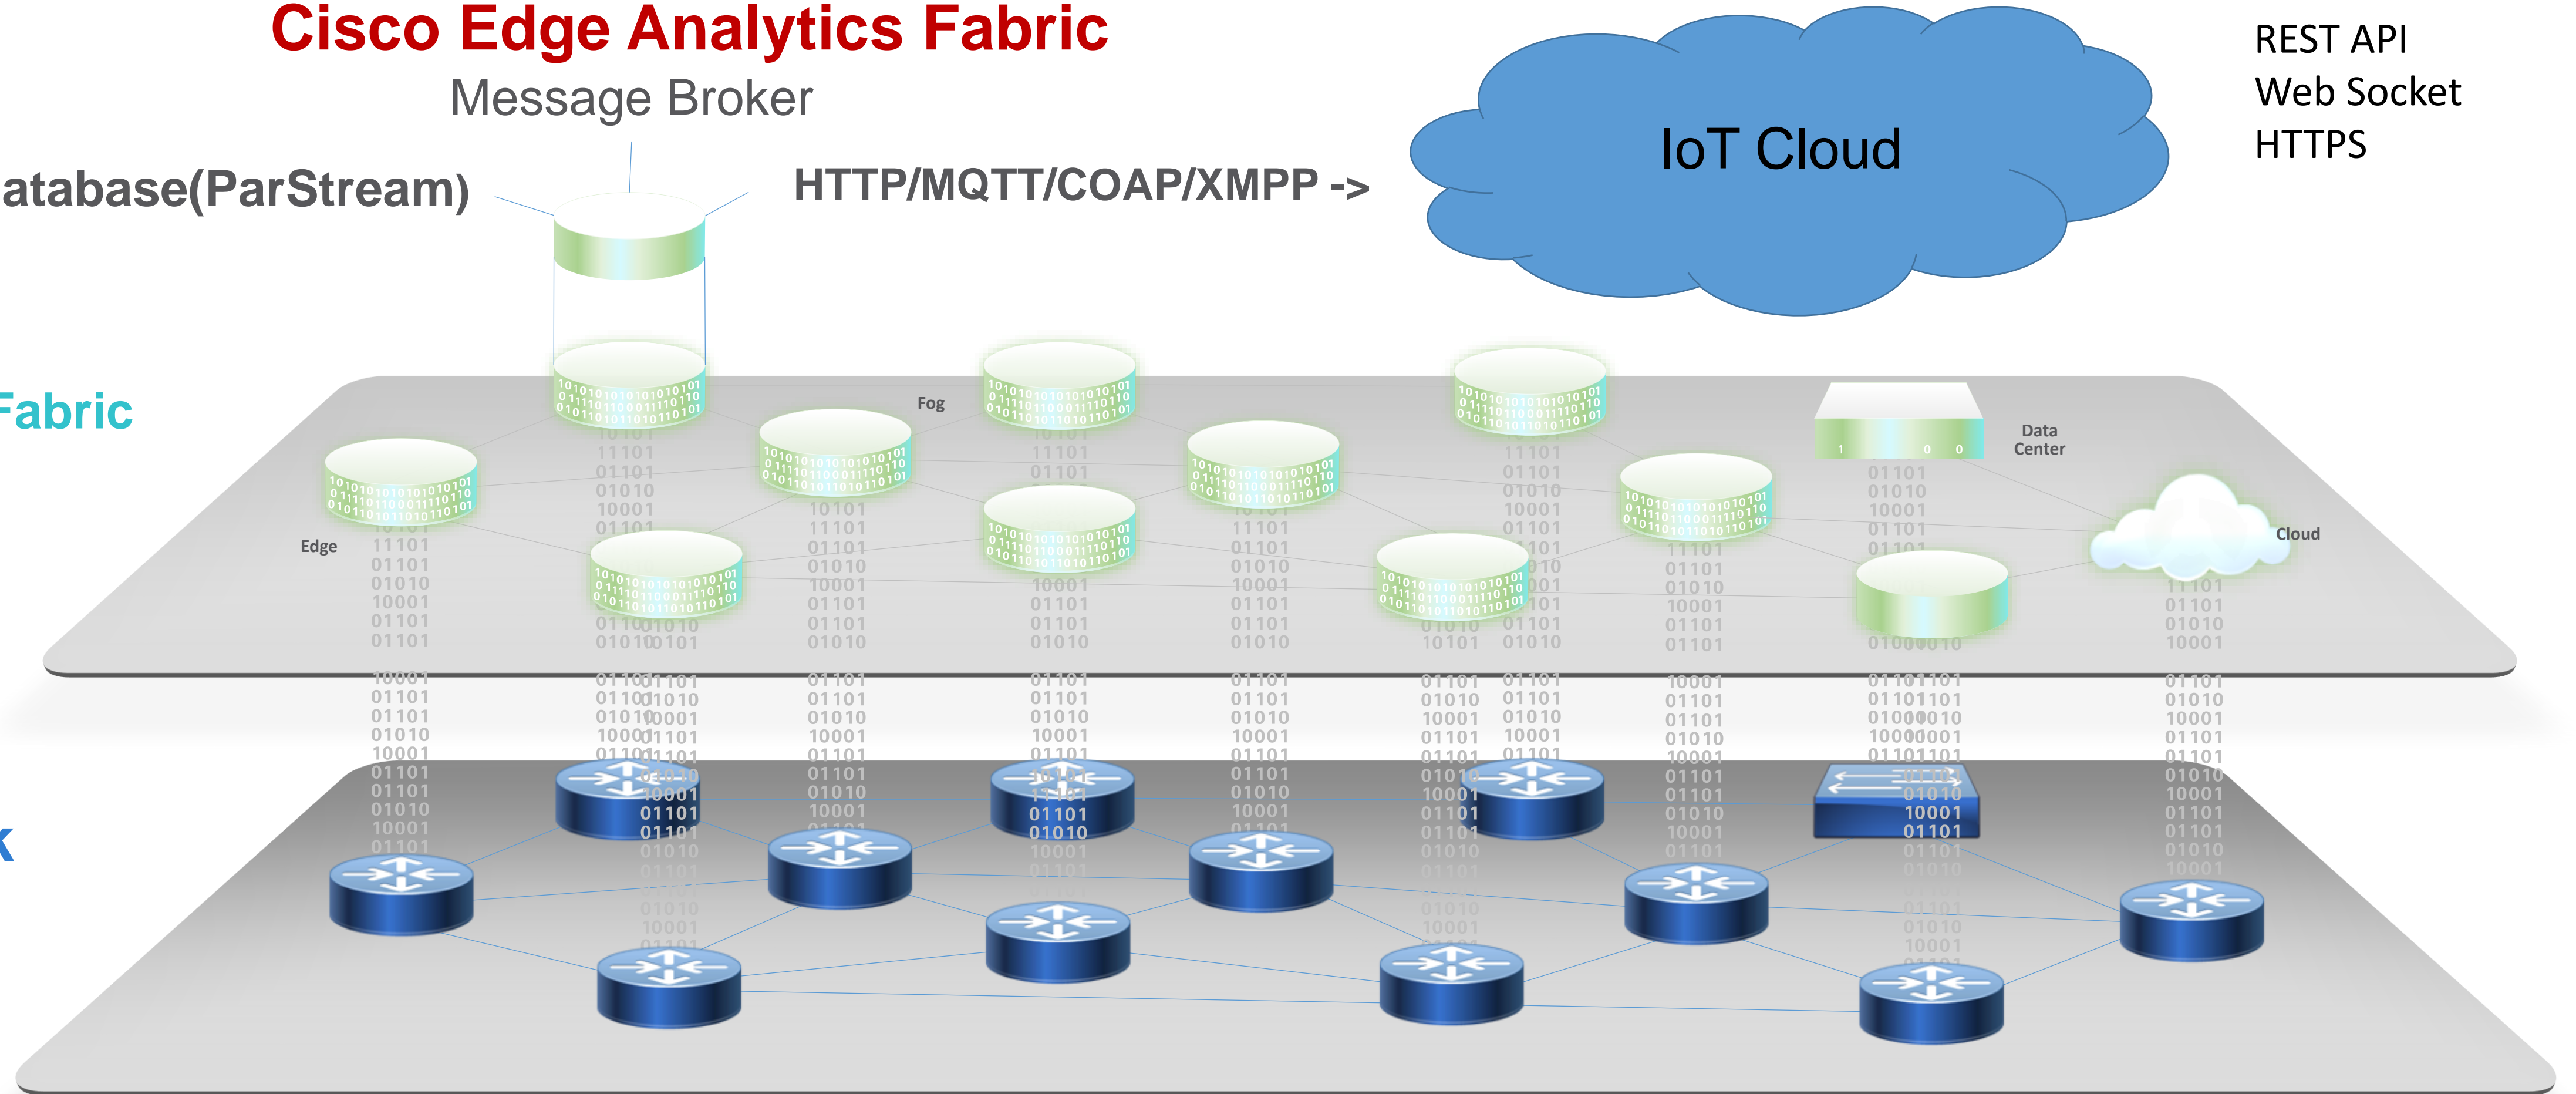 Cisco Edge Analytics Fabric
Message Broker
atabase(ParStream)
HTTP/MQTT/COAP/XMPP ->
IoT Cloud
REST API
Web Socket
HTTPS
Fabric
Fog
Data
Center
Edge
Cloud
k